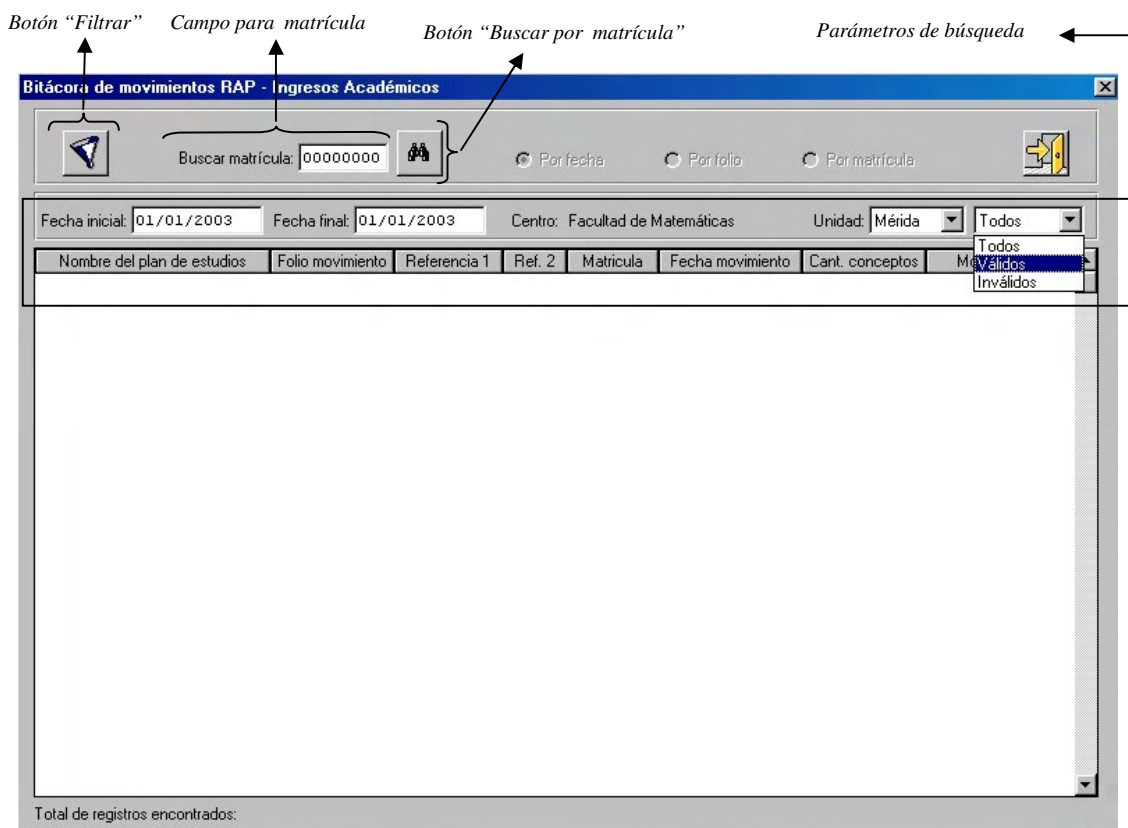 Botón “Filtrar” Campo para matrícula Botón “Buscar por matrícula” Parámetros de búsqueda
Bitácora de movimientos RAP - Ingresos Académicos
Buscar matrícula: 00000000 Por fecha Por folio Por matrícula
Fecha inicial: 01/01/2003 Fecha final: 01/01/2003 Centro: Facultad de Matemáticas Unidad: Mérida Todos
Todos
Válidos
Inválidos
Nombre del plan de estudios Folio movimiento Referencia 1 Ref. 2 Matricula Fecha movimiento Cant. conceptos
Total de registros encontrados: